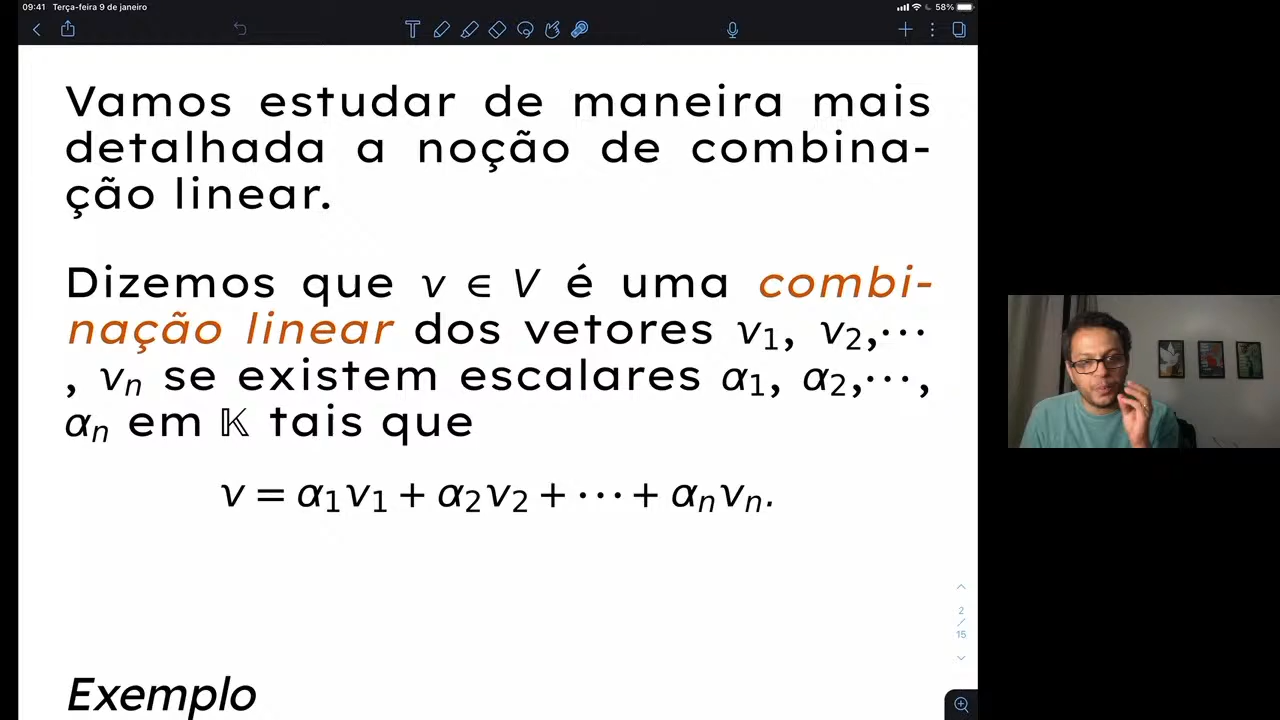 09:41 Terça-feira 9 de janeiro
58%
Vamos estudar de maneira mais
detalhada a noção de combina-
ção linear.
Dizemos que v ∈ V é uma combi-
nação linear dos vetores v₁, v₂,⋯
, vₙ se existem escalares α₁, α₂,⋯,
αₙ em 𝕂 tais que
v = α₁v₁ + α₂v₂ + ⋯ + αₙvₙ.
2
/
15
Exemplo